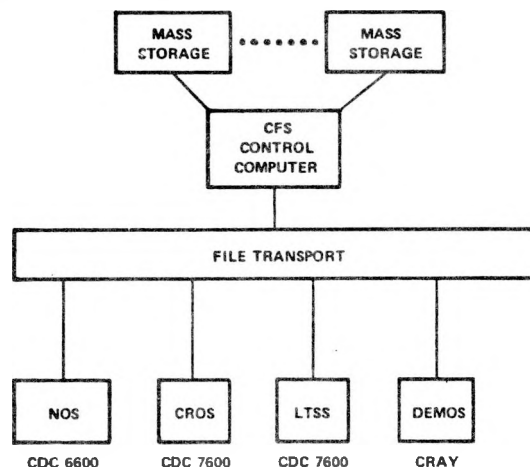 MASS
STORAGE
MASS
STORAGE
CFS
CONTROL
COMPUTER
FILE TRANSPORT
NOS
CROS
LTSS
DEMOS
CDC 6600
CDC 7600
CDC 7600
CRAY